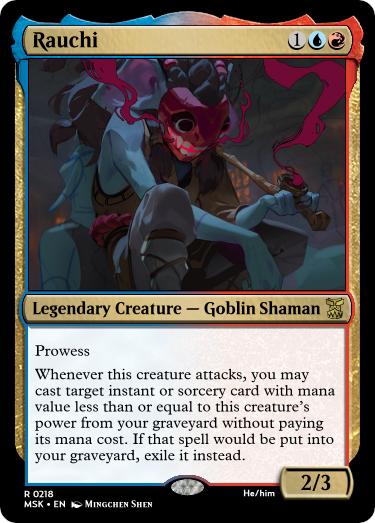 Rauchi 1
Legendary Creature — Goblin Shaman
Prowess
Whenever this creature attacks, you may
cast target instant or sorcery card with mana
value less than or equal to this creature's
power from your graveyard without paying
its mana cost. If that spell would be put into
your graveyard, exile it instead.
2/3
R 0218
MSK • EN Mingchen Shen
He/him